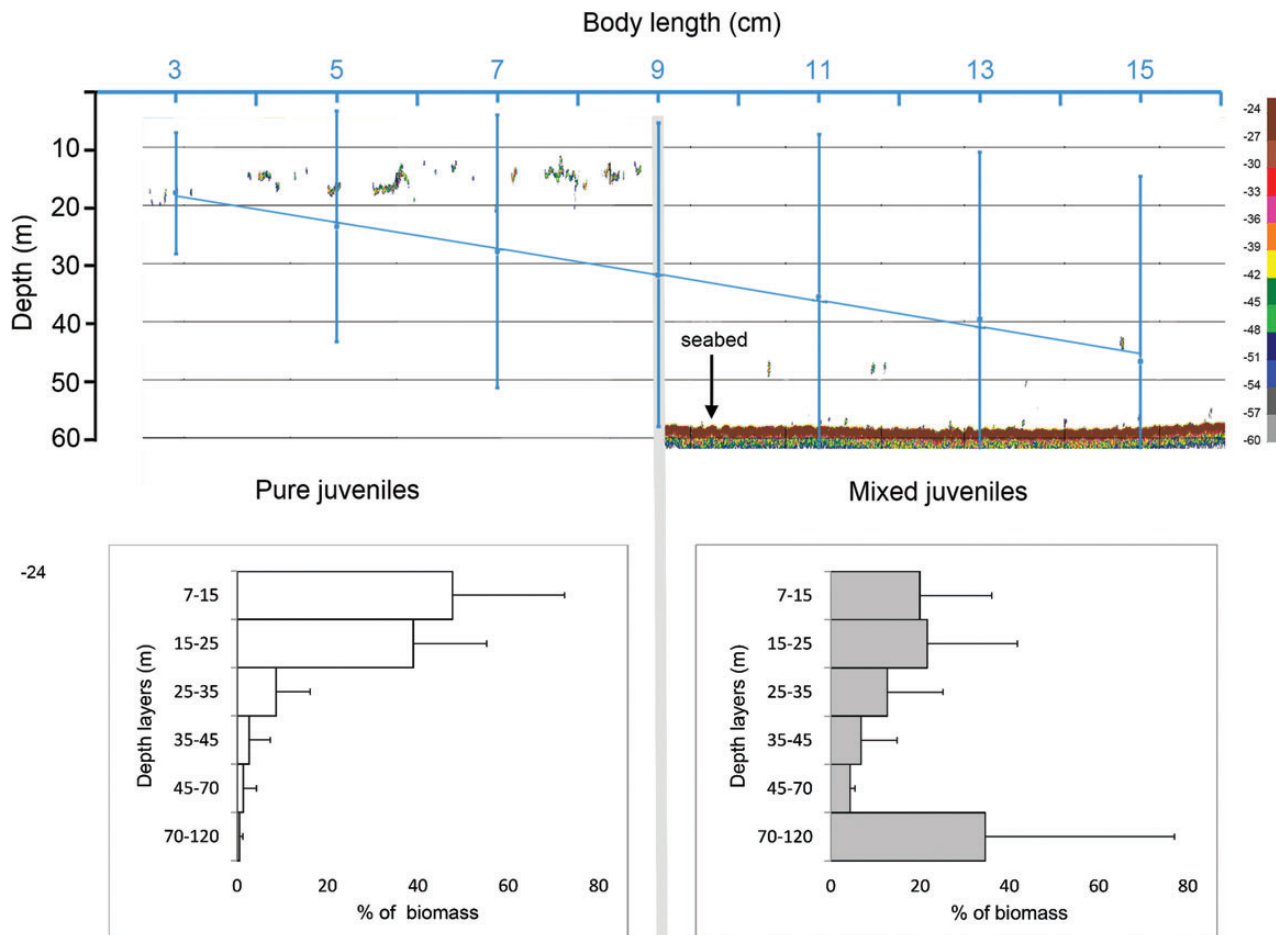 Body length (cm)
3 5 7 9 11 13 15
Depth (m)
10
20
30
40
50
60
seabed
-24
-27
-30
-33
-36
-39
-42
-45
-48
-51
-54
-57
-60
Pure juveniles
Mixed juveniles
-24
Depth layers (m)
7-15
15-25
25-35
35-45
45-70
70-120
0 20 40 60 80
% of biomass
Depth layers (m)
7-15
15-25
25-35
35-45
45-70
70-120
0 20 40 60 80
% of biomass